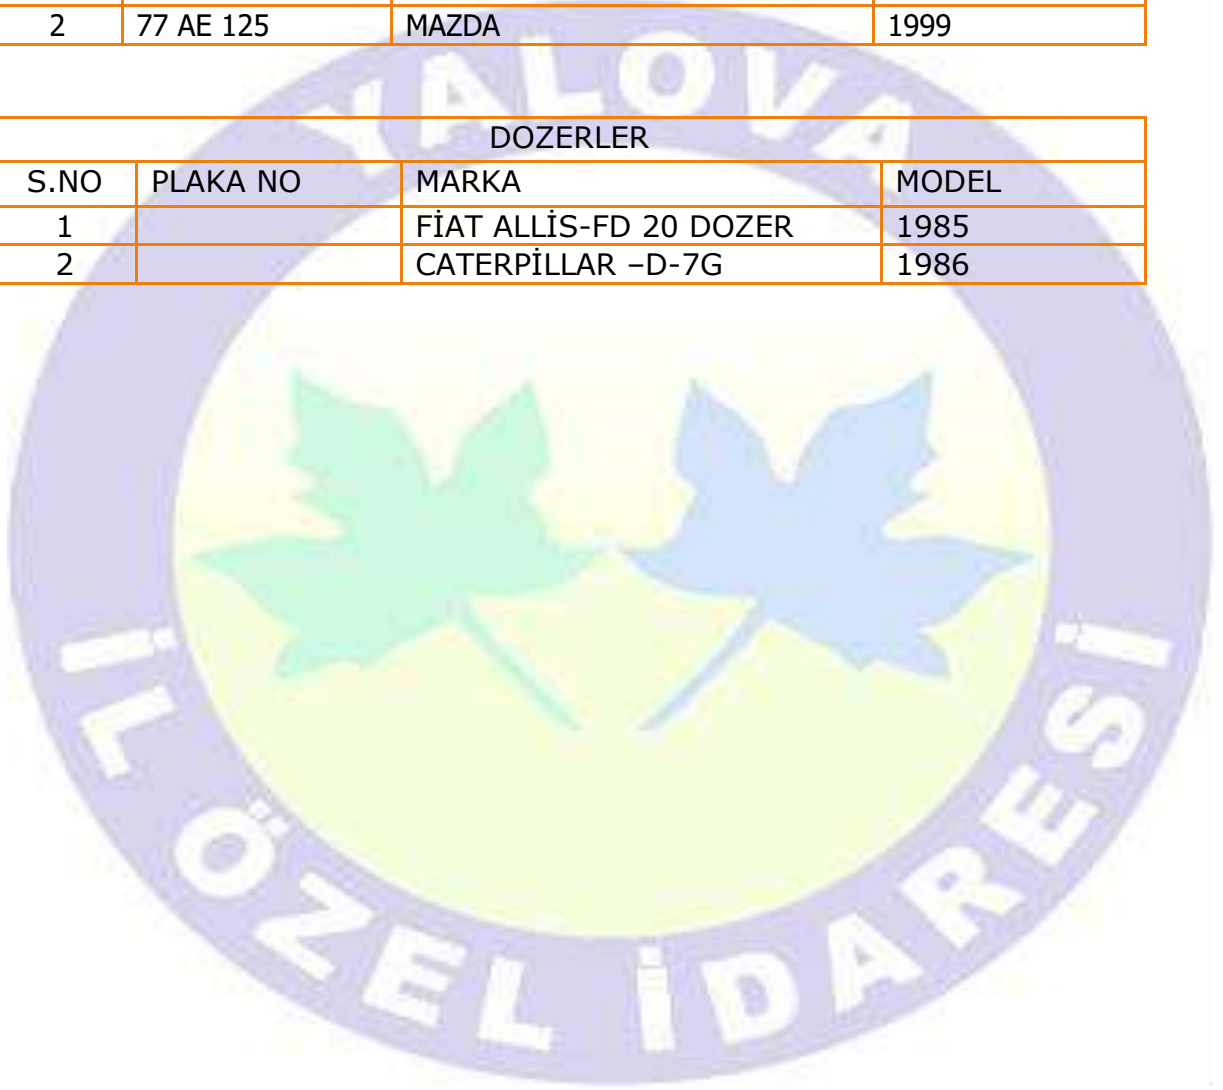 2 77 AE 125 MAZDA 1999
DOZERLER
S.NO PLAKA NO MARKA MODEL
1 FİAT ALLİS-FD 20 DOZER 1985
2 CATERPİLLAR –D-7G 1986
YALOVA
İL ÖZEL İDARESİ